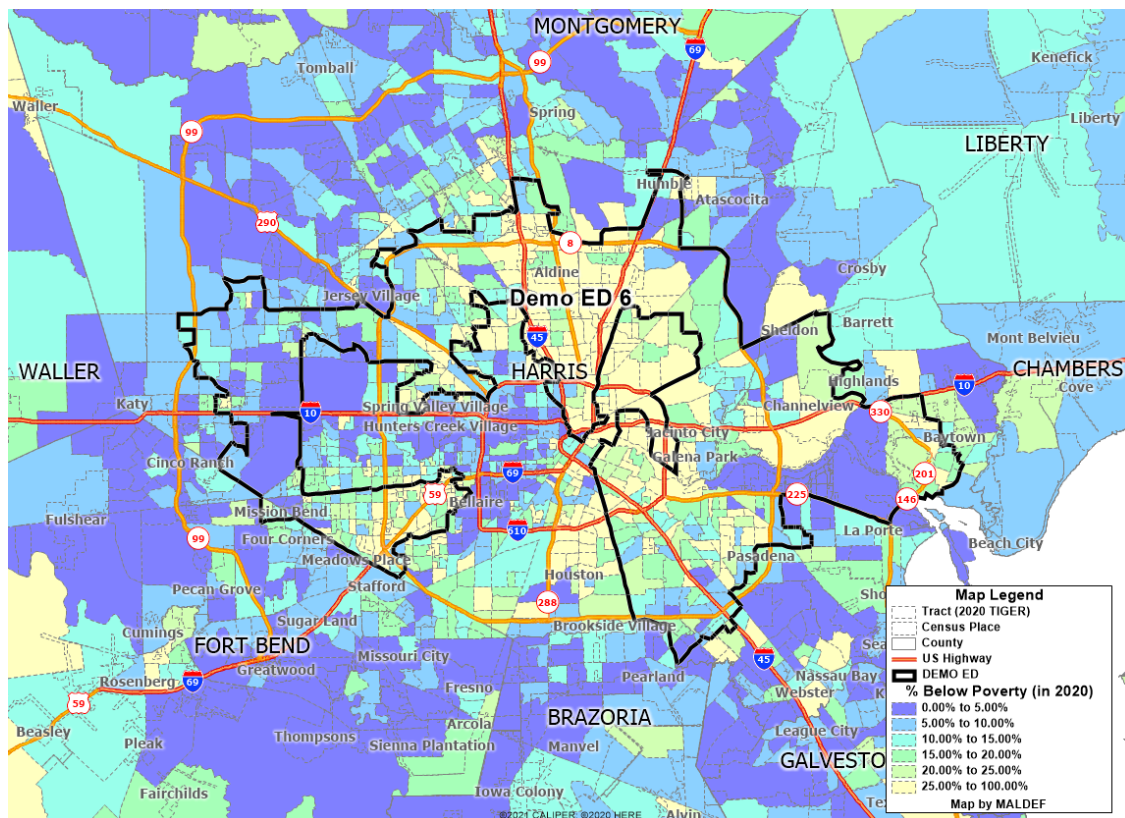 MONTGOMERY
69
99
Kenefick
Tomball
Waller
Spring
Liberty
99
LIBERTY
Humble
Atascocita
290
8
Aldine
Crosby
Jersey Village
Demo ED 6
Sheldon
Barrett
45
Mont Belvieu
WALLER
HARRIS
CHAMBERS
Highlands
10
Cove
Katy
Spring Valley Village
Channelview
330
10
Hunters Creek Village
Jacinto City
Baytown
Cinco Ranch
69
Galena Park
201
59
Bellaire
225
146
Mission Bend
Fulshear
La Porte
99
Four Corners
610
Beach City
Meadows Place
Pasadena
Pecan Grove
Stafford
Houston
288
Sugar Land
Brookside Village
Cumings
FORT BEND
Missouri City
45
Rosenberg
69
Greatwood
Pearland
Nassau Bay
59
Fresno
Webster
Beasley
Arcola
BRAZORIA
League City
Pleak
Thompsons
Sienna Plantation
Manvel
GALVESTO
Fairchilds
Iowa Colony
Alvin
©2021 CALIPER; ©2020 HERE
Map Legend
Tract (2020 TIGER)
Census Place
County
US Highway
DEMO ED
% Below Poverty (in 2020)
0.00% to 5.00%
5.00% to 10.00%
10.00% to 15.00%
15.00% to 20.00%
20.00% to 25.00%
25.00% to 100.00%
Map by MALDEF